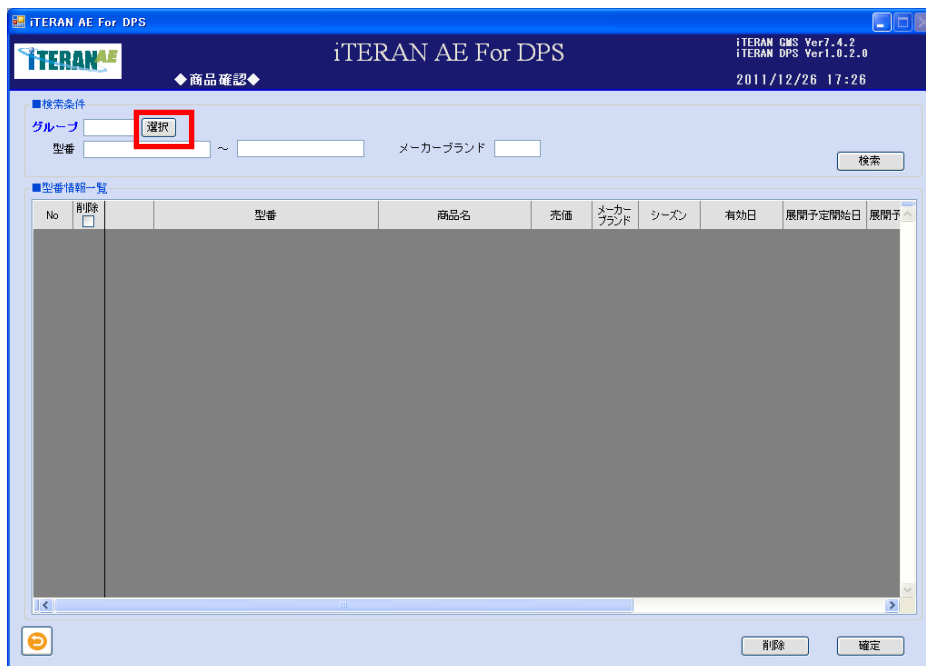 iTERAN AE For DPS
iTERAN AE
iTERAN AE For DPS
iTERAN GMS Ver7.4.2
iTERAN DPS Ver1.0.2.0
◆商品確認◆
2011/12/26 17:26
■検索条件
グループ 選択
型番 ～ メーカーブランド
検索
■型番情報一覧
No 削除 型番 商品名 売価 メーカーブランド シーズン 有効日 展開予定開始日 展開予
削除 確定